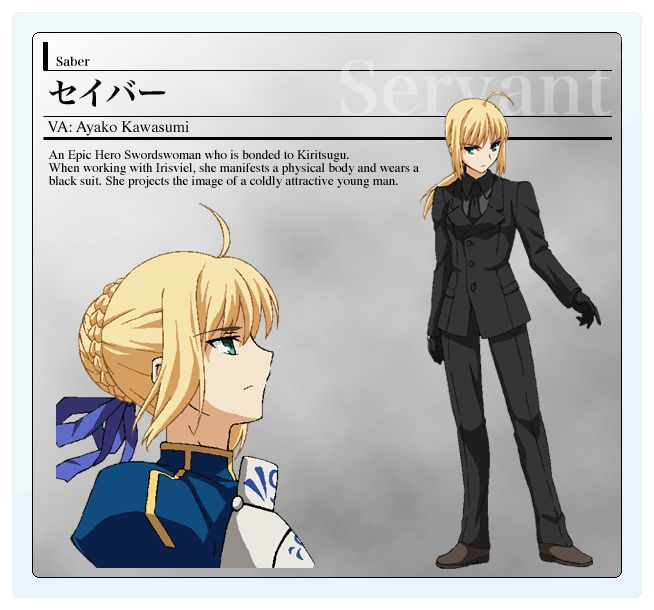 Saber
Servant
セイバー
VA: Ayako Kawasumi
An Epic Hero Swordswoman who is bonded to Kiritsugu.
When working with Irisviel, she manifests a physical body and wears a
black suit. She projects the image of a coldly attractive young man.